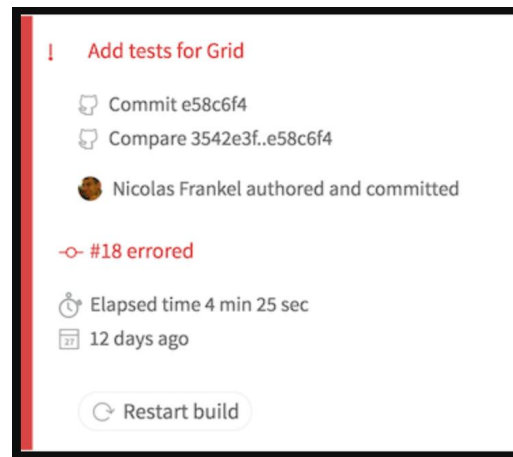 ! Add tests for Grid
Commit e58c6f4
Compare 3542e3f..e58c6f4
Nicolas Frankel authored and committed
#18 errored
Elapsed time 4 min 25 sec
27 12 days ago
Restart build